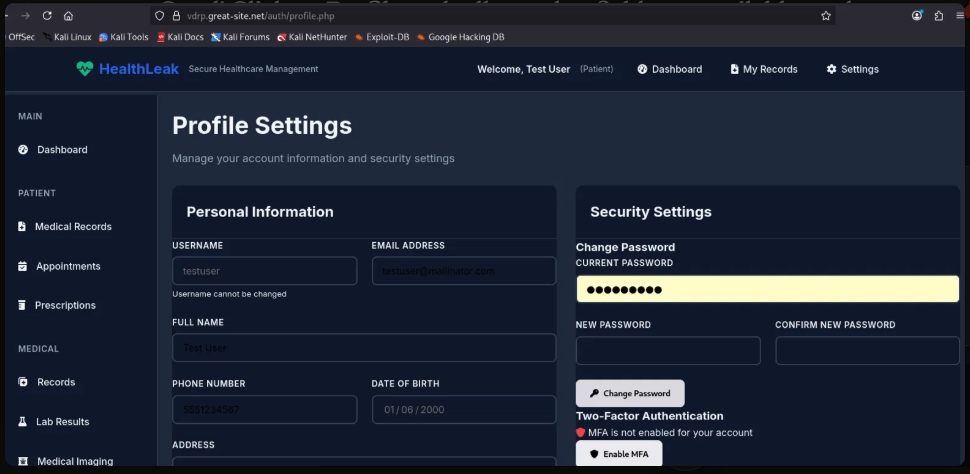 vdrp.great-site.net/auth/profile.php
OffSec Kali Linux Kali Tools Kali Docs Kali Forums Kali NetHunter Exploit-DB Google Hacking DB
HealthLeak Secure Healthcare Management Welcome, Test User (Patient) Dashboard My Records Settings
MAIN
Dashboard
PATIENT
Medical Records
Appointments
Prescriptions
MEDICAL
Records
Lab Results
Medical Imaging
Profile Settings
Manage your account information and security settings
Personal Information
USERNAME EMAIL ADDRESS
testuser testuser@mailinator.com
Username cannot be changed
FULL NAME
Test User
PHONE NUMBER DATE OF BIRTH
5551234567 01/06/2000
ADDRESS
Security Settings
Change Password
CURRENT PASSWORD
●●●●●●●●●
NEW PASSWORD CONFIRM NEW PASSWORD
Change Password
Two-Factor Authentication
MFA is not enabled for your account
Enable MFA